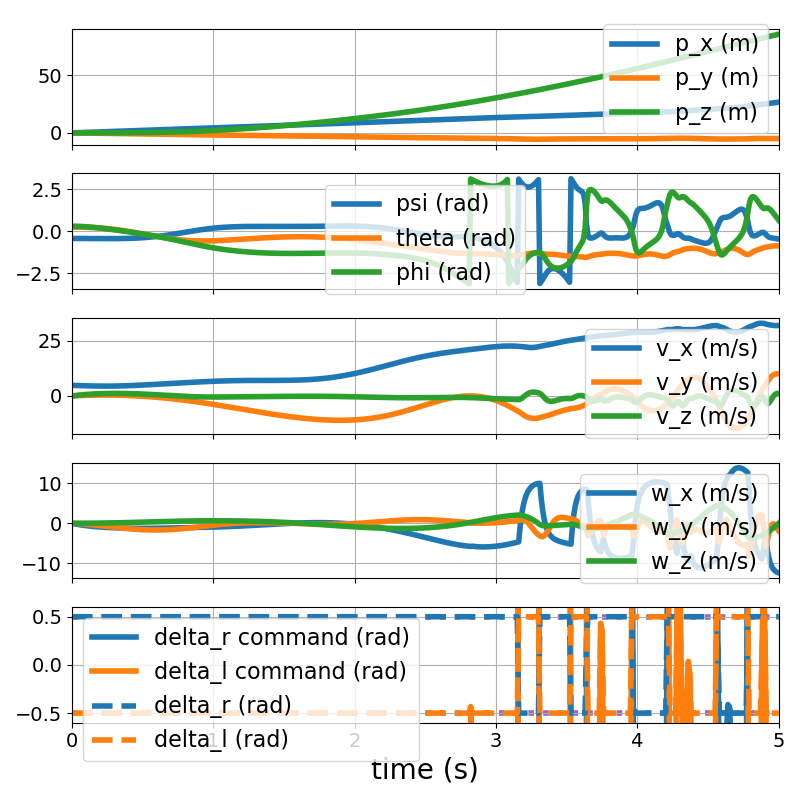 50
0
p_x (m)
p_y (m)
p_z (m)
2.5
0.0
−2.5
psi (rad)
theta (rad)
phi (rad)
25
0
v_x (m/s)
v_y (m/s)
v_z (m/s)
10
0
−10
w_x (m/s)
w_y (m/s)
w_z (m/s)
0.5
0.0
−0.5
delta_r command (rad)
delta_l command (rad)
delta_r (rad)
delta_l (rad)
0 1 2 3 4 5
time (s)